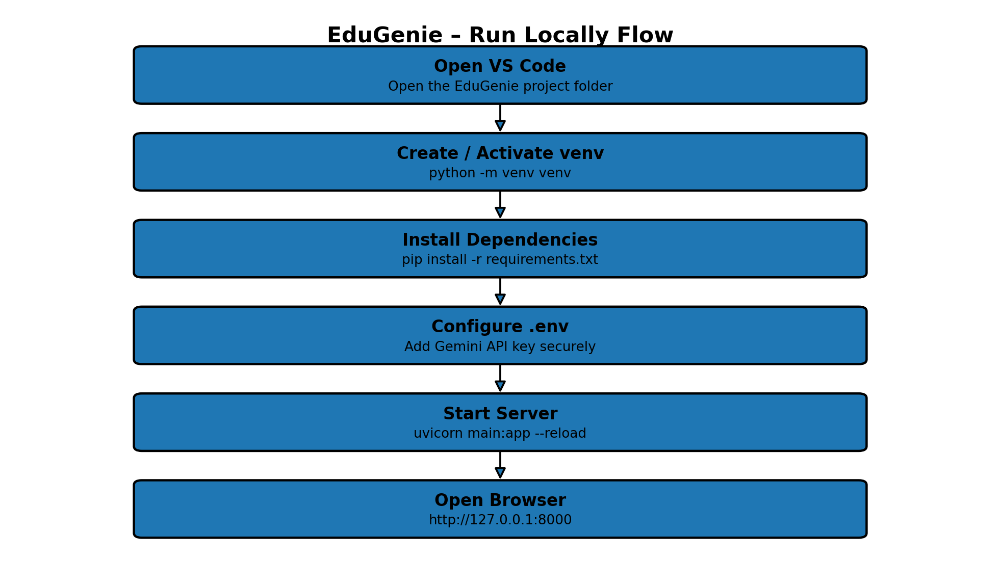 EduGenie – Run Locally Flow
Open VS Code
Open the EduGenie project folder
Create / Activate venv
python -m venv venv
Install Dependencies
pip install -r requirements.txt
Configure .env
Add Gemini API key securely
Start Server
uvicorn main:app --reload
Open Browser
http://127.0.0.1:8000